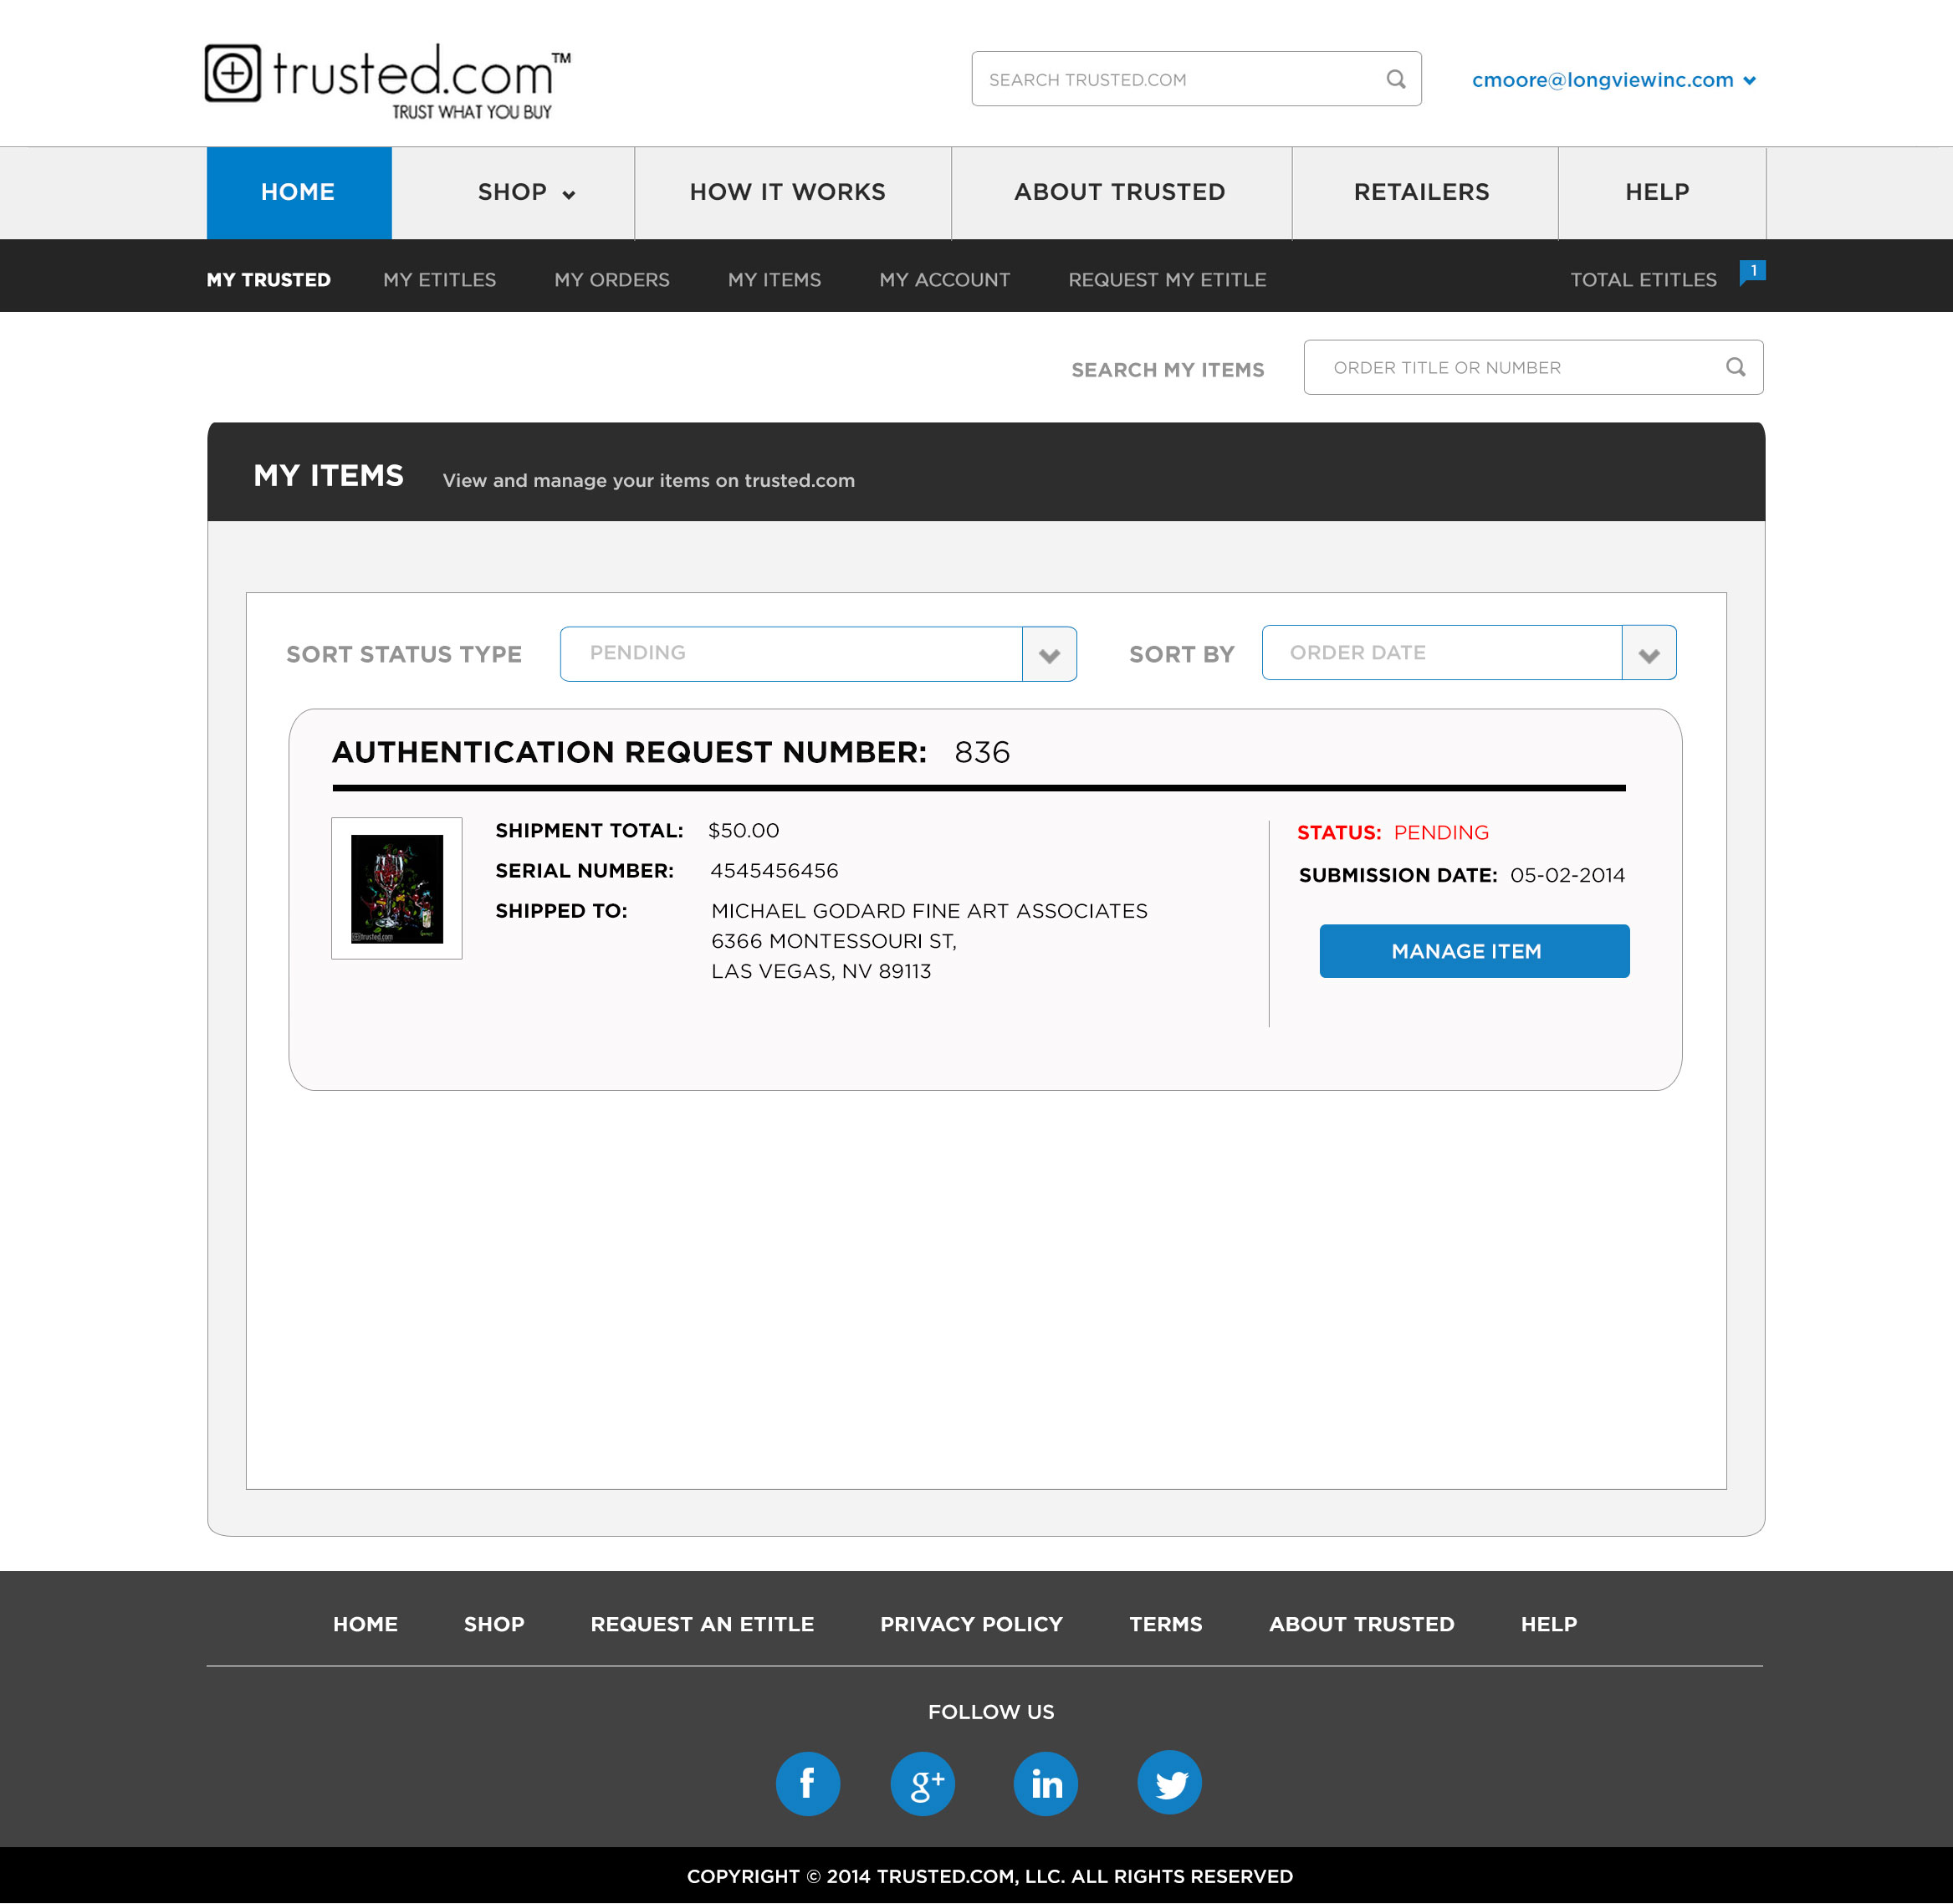 trusted.com™
TRUST WHAT YOU BUY
SEARCH TRUSTED.COM
cmoore@longviewinc.com
HOME
SHOP
HOW IT WORKS
ABOUT TRUSTED
RETAILERS
HELP
MY TRUSTED
MY ETITLES
MY ORDERS
MY ITEMS
MY ACCOUNT
REQUEST MY ETITLE
TOTAL ETITLES
1
SEARCH MY ITEMS
ORDER TITLE OR NUMBER
MY ITEMS
View and manage your items on trusted.com
SORT STATUS TYPE
PENDING
SORT BY
ORDER DATE
AUTHENTICATION REQUEST NUMBER: 836
trusted.com
SHIPMENT TOTAL: $50.00
SERIAL NUMBER: 4545456456
SHIPPED TO: MICHAEL GODARD FINE ART ASSOCIATES
6366 MONTESSOURI ST,
LAS VEGAS, NV 89113
STATUS: PENDING
SUBMISSION DATE: 05-02-2014
MANAGE ITEM
HOME
SHOP
REQUEST AN ETITLE
PRIVACY POLICY
TERMS
ABOUT TRUSTED
HELP
FOLLOW US
f
g+
in
COPYRIGHT © 2014 TRUSTED.COM, LLC. ALL RIGHTS RESERVED